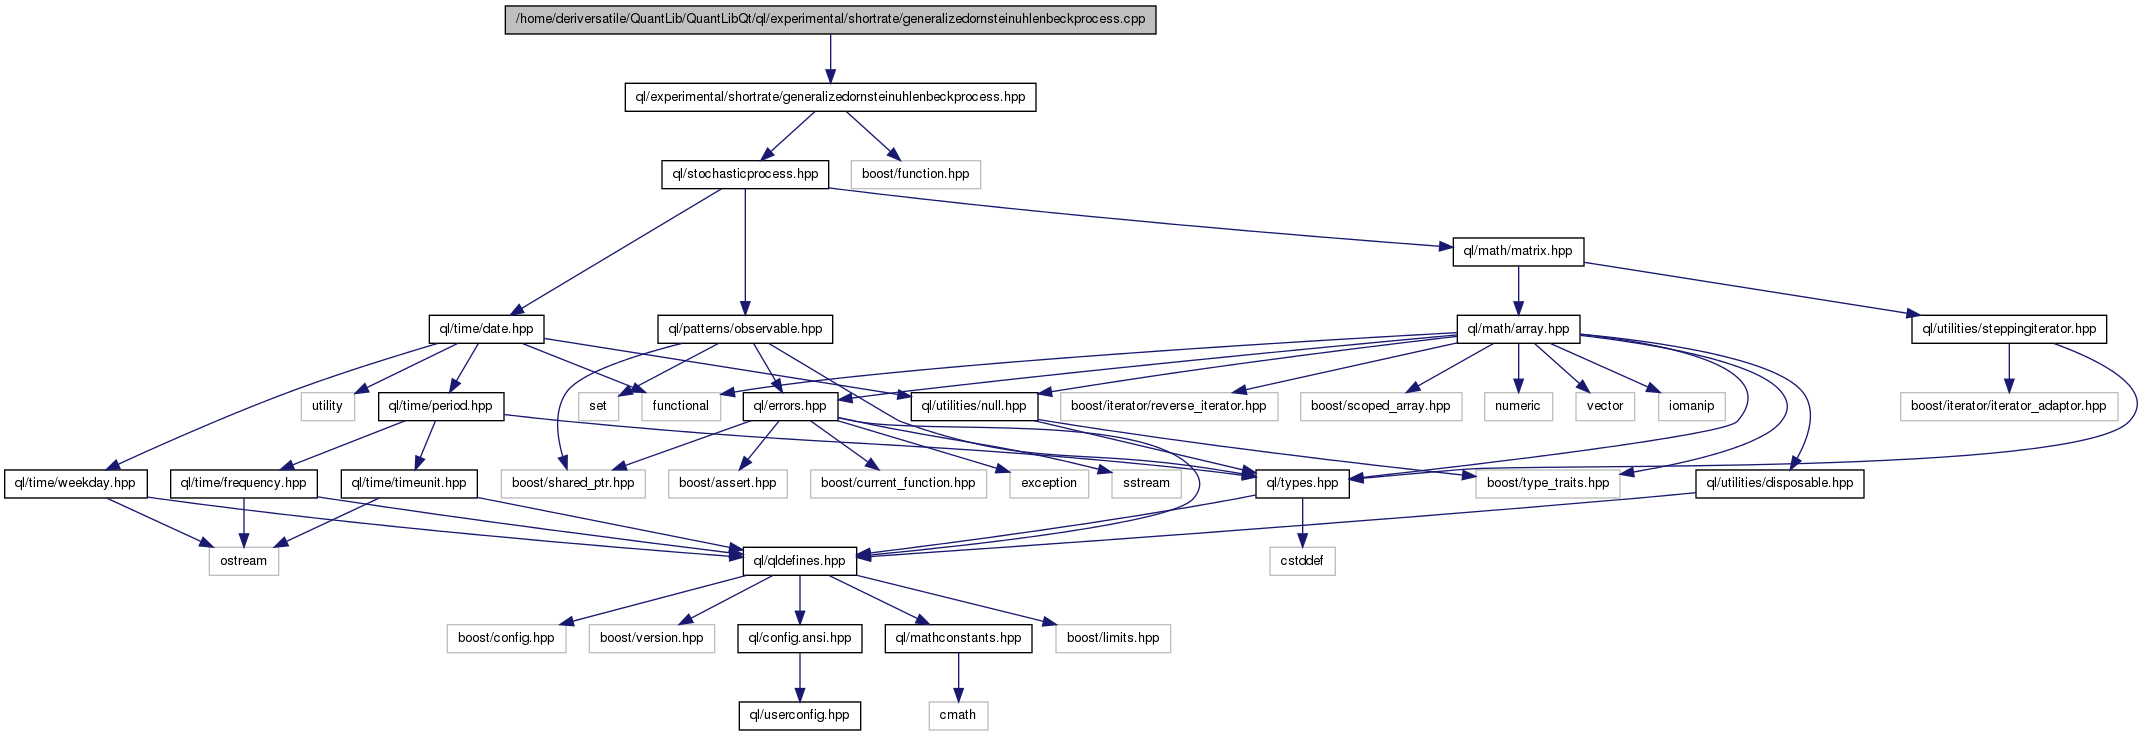 /home/deriversatile/QuantLib/QuantLibQt/ql/experimental/shortrate/generalizedornsteinuhlenbeckprocess.cpp
ql/experimental/shortrate/generalizedornsteinuhlenbeckprocess.hpp
ql/stochasticprocess.hpp
boost/function.hpp
ql/math/matrix.hpp
ql/time/date.hpp
ql/patterns/observable.hpp
ql/math/array.hpp
ql/utilities/steppingiterator.hpp
utility
ql/time/period.hpp
set
functional
ql/errors.hpp
ql/utilities/null.hpp
boost/iterator/reverse_iterator.hpp
boost/scoped_array.hpp
numeric
vector
iomanip
boost/iterator/iterator_adaptor.hpp
ql/time/weekday.hpp
ql/time/frequency.hpp
ql/time/timeunit.hpp
boost/shared_ptr.hpp
boost/assert.hpp
boost/current_function.hpp
exception
sstream
ql/types.hpp
boost/type_traits.hpp
ql/utilities/disposable.hpp
ostream
ql/qldefines.hpp
cstddef
boost/config.hpp
boost/version.hpp
ql/config.ansi.hpp
ql/mathconstants.hpp
boost/limits.hpp
ql/userconfig.hpp
cmath